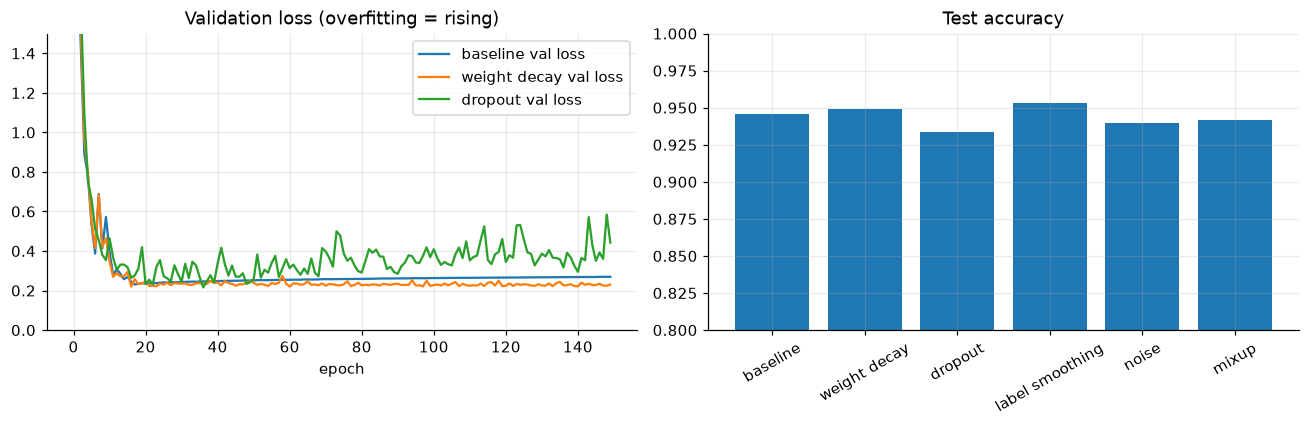 Validation loss (overfitting = rising)
1.4
1.2
1.0
0.8
0.6
0.4
0.2
0.0
baseline val loss
weight decay val loss
dropout val loss
0 20 40 60 80 100 120 140
epoch
Test accuracy
1.000
0.975
0.950
0.925
0.900
0.875
0.850
0.825
0.800
baseline
weight decay
dropout
label smoothing
noise
mixup